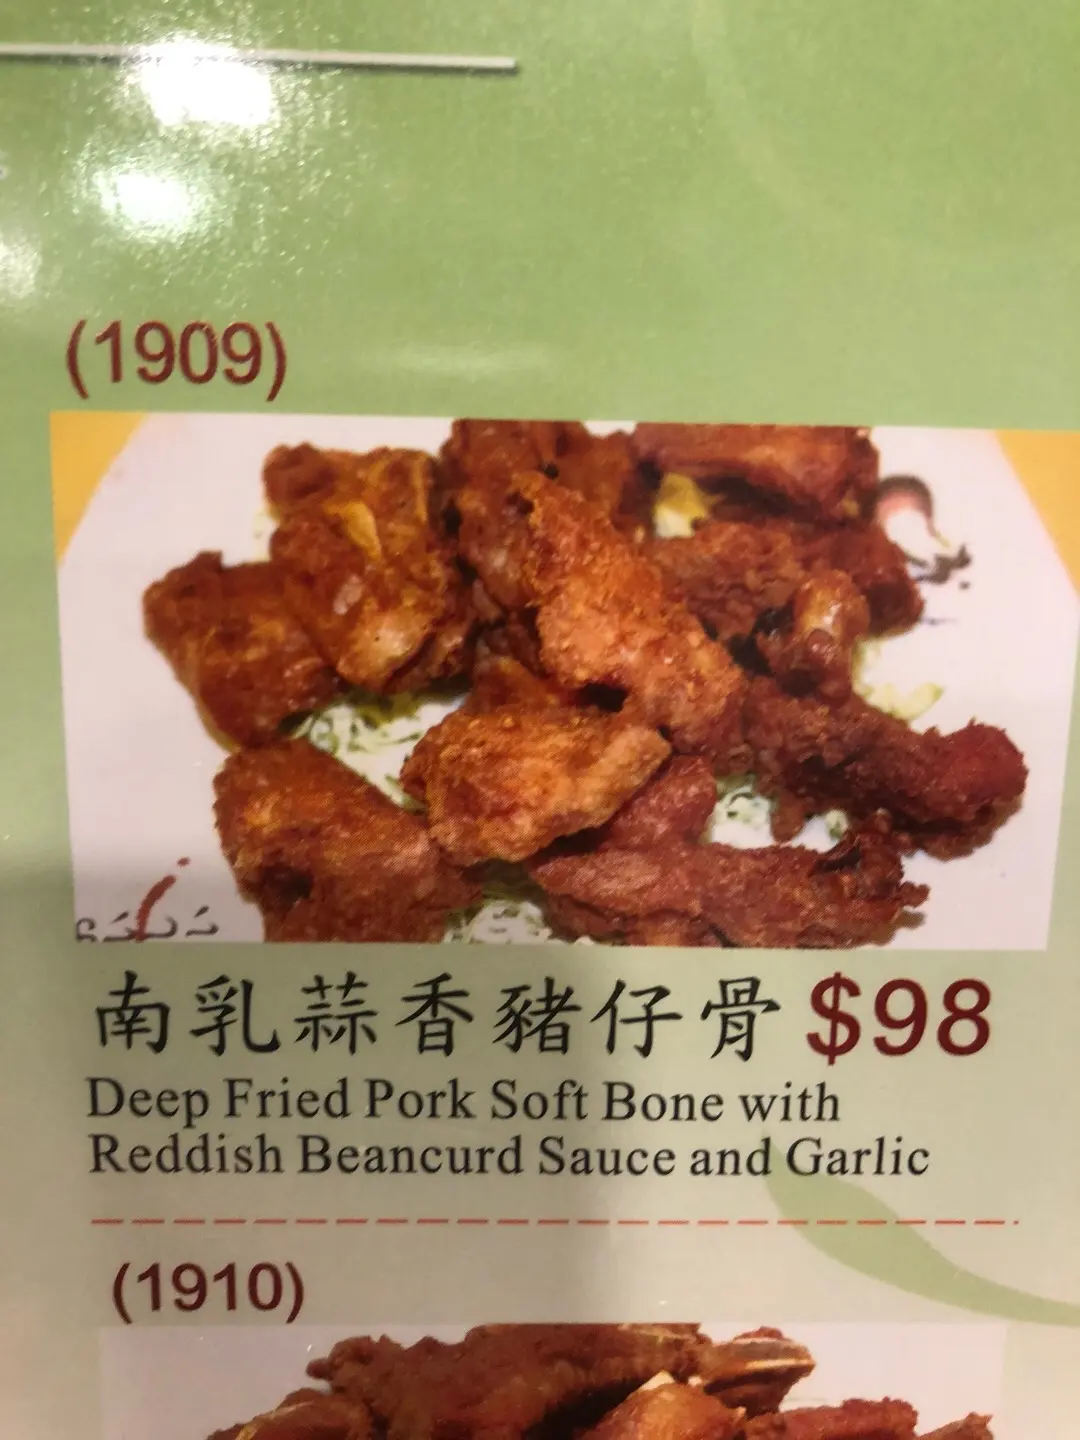 (1909)
南乳蒜香豬仔骨 $98
Deep Fried Pork Soft Bone with
Reddish Beancurd Sauce and Garlic
(1910)